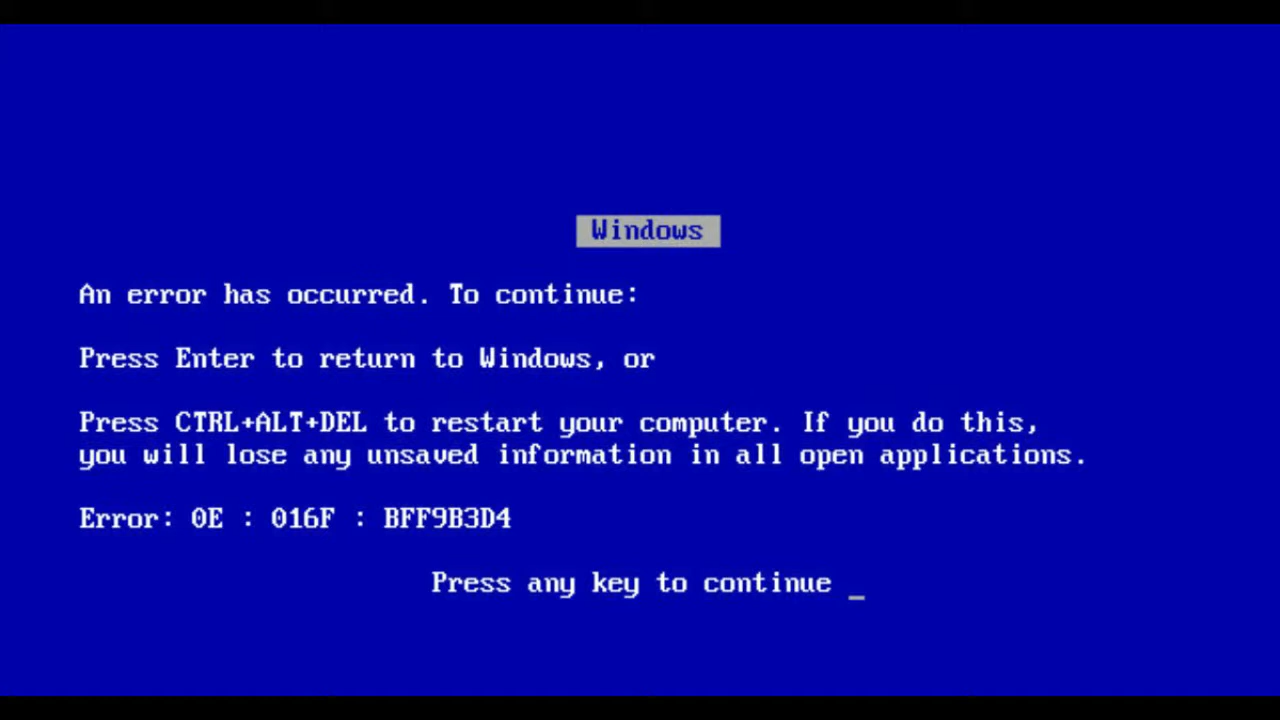 Windows
An error has occurred. To continue:
Press Enter to return to Windows, or
Press CTRL+ALT+DEL to restart your computer. If you do this,
you will lose any unsaved information in all open applications.
Error: 0E : 016F : BFF9B3D4
Press any key to continue _